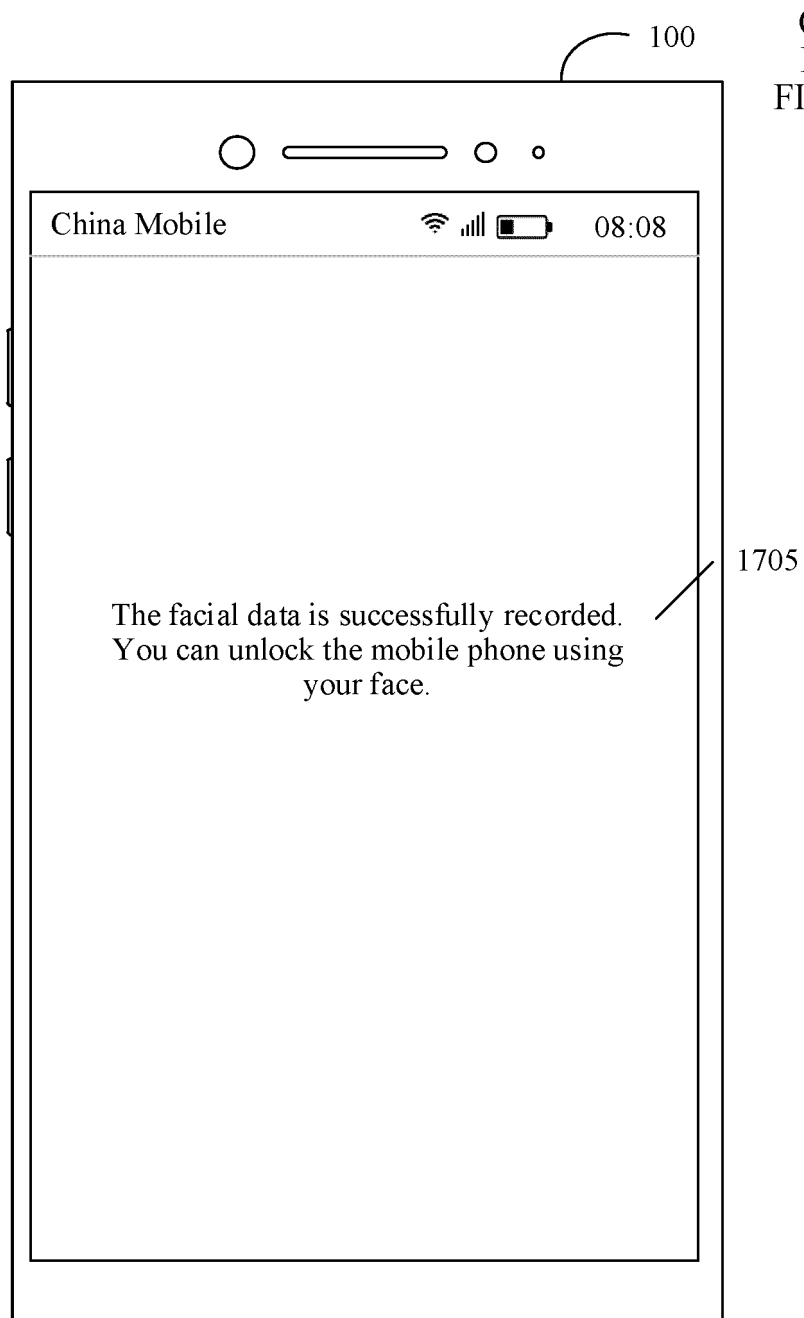 100
FI
China Mobile 08:08
1705
The facial data is successfully recorded.
You can unlock the mobile phone using
your face.